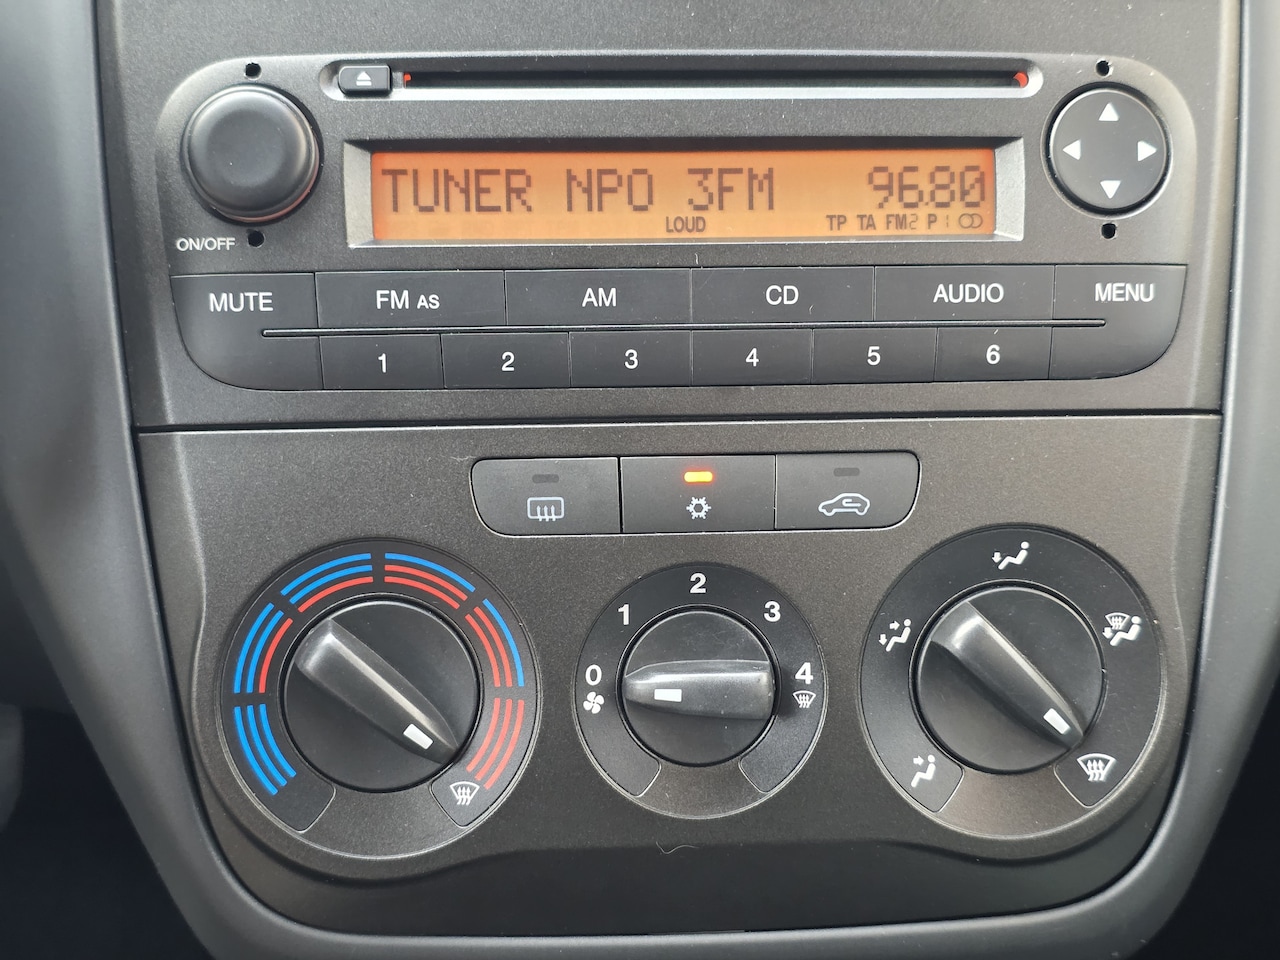 TUNER NPO 3FM 96.80
LOUD TP TA FM2 P 1
ON/OFF
MUTE FM AS AM CD AUDIO MENU
1 2 3 4 5 6
0 1 2 3 4